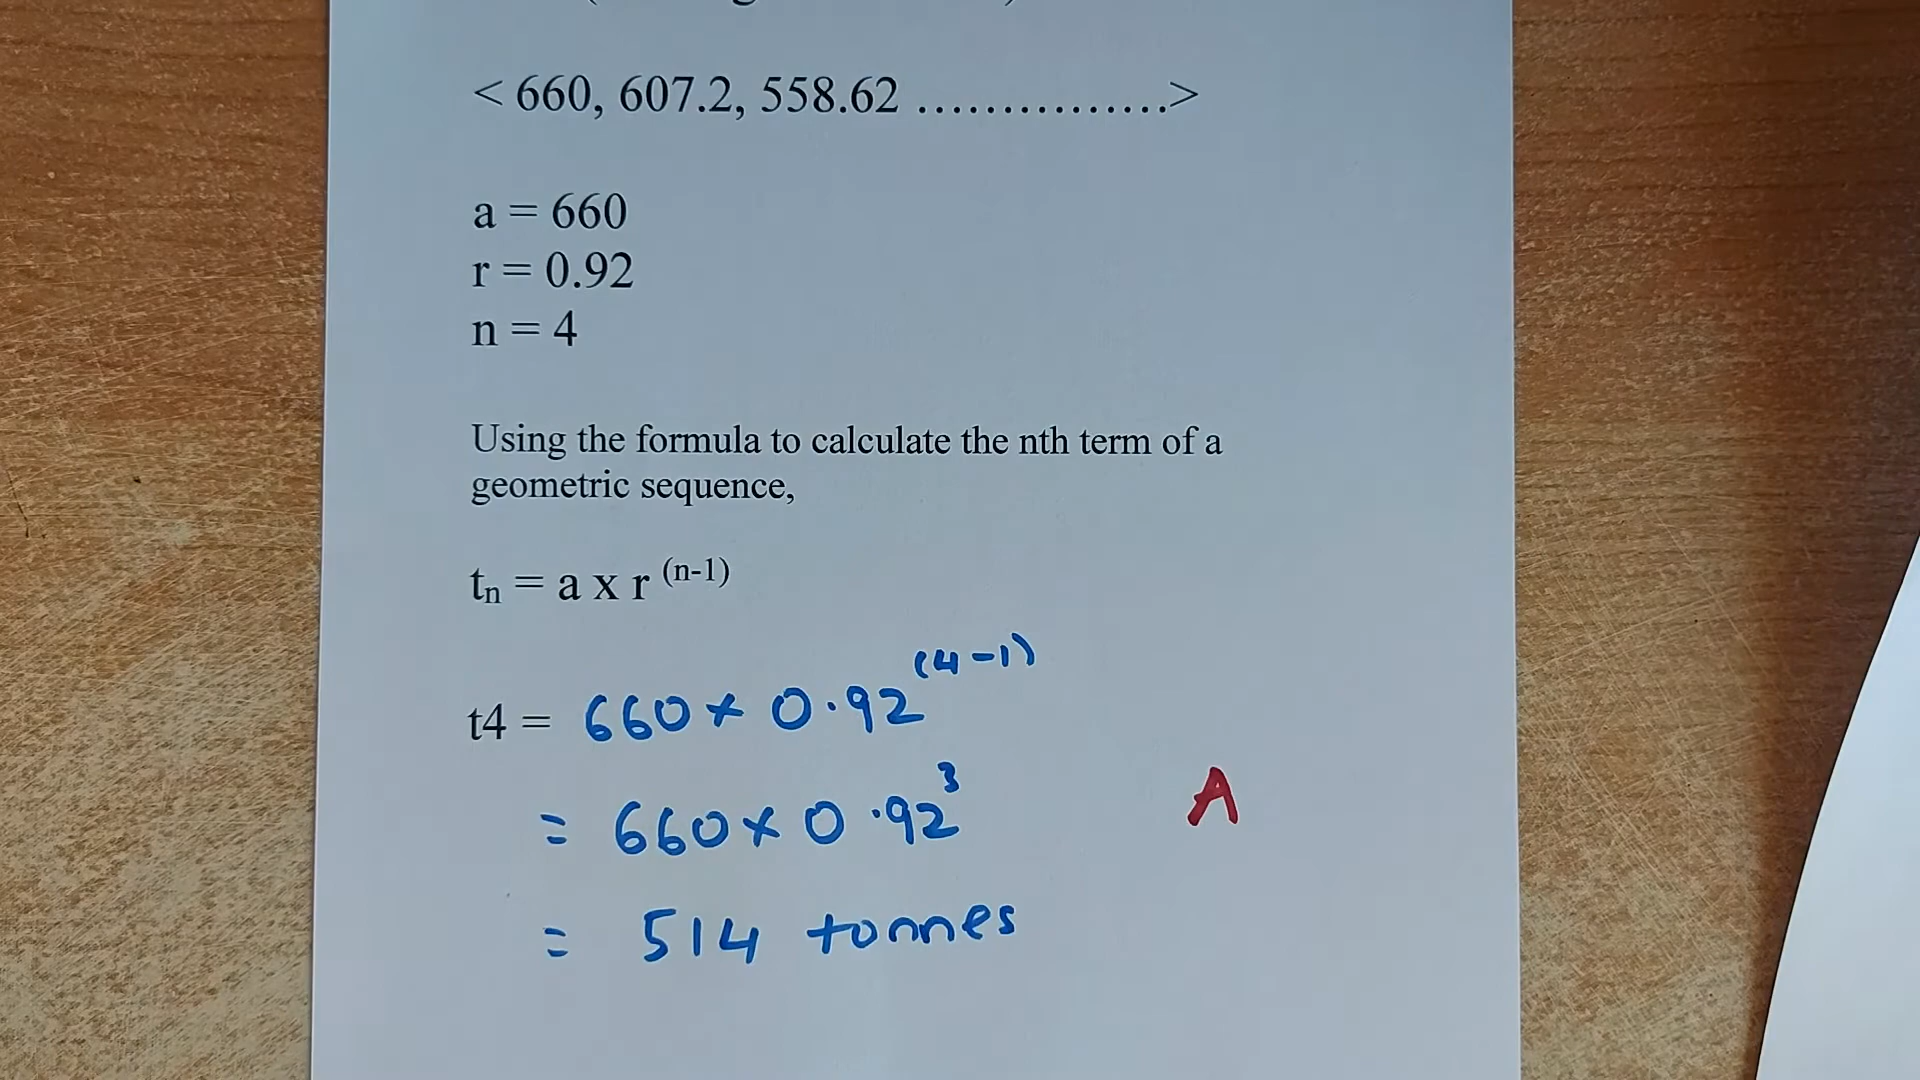 < 660, 607.2, 558.62 ...............>
a = 660
r = 0.92
n = 4
Using the formula to calculate the nth term of a
geometric sequence,
tn = a x r (n-1)
t4 = 660 × 0.92 (4-1)
= 660 × 0.92 3
A
= 514 tonnes